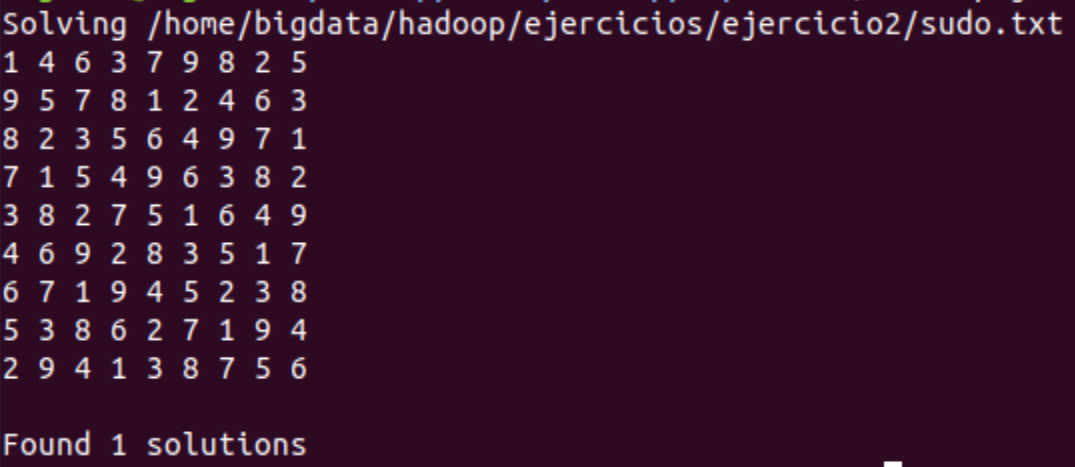 Solving /home/bigdata/hadoop/ejercicios/ejercicio2/sudo.txt
1 4 6 3 7 9 8 2 5
9 5 7 8 1 2 4 6 3
8 2 3 5 6 4 9 7 1
7 1 5 4 9 6 3 8 2
3 8 2 7 5 1 6 4 9
4 6 9 2 8 3 5 1 7
6 7 1 9 4 5 2 3 8
5 3 8 6 2 7 1 9 4
2 9 4 1 3 8 7 5 6
Found 1 solutions